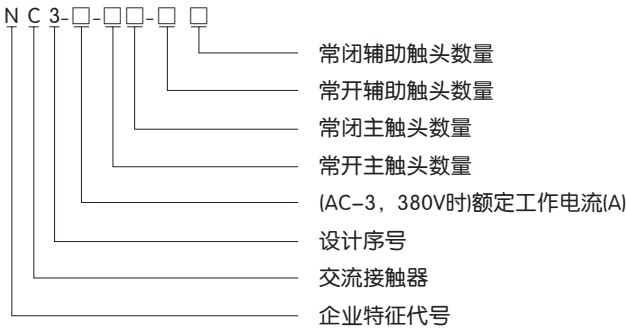 N C 3-□-□□-□ □
常闭辅助触头数量
常开辅助触头数量
常闭主触头数量
常开主触头数量
(AC-3，380V时)额定工作电流(A)
设计序号
交流接触器
企业特征代号